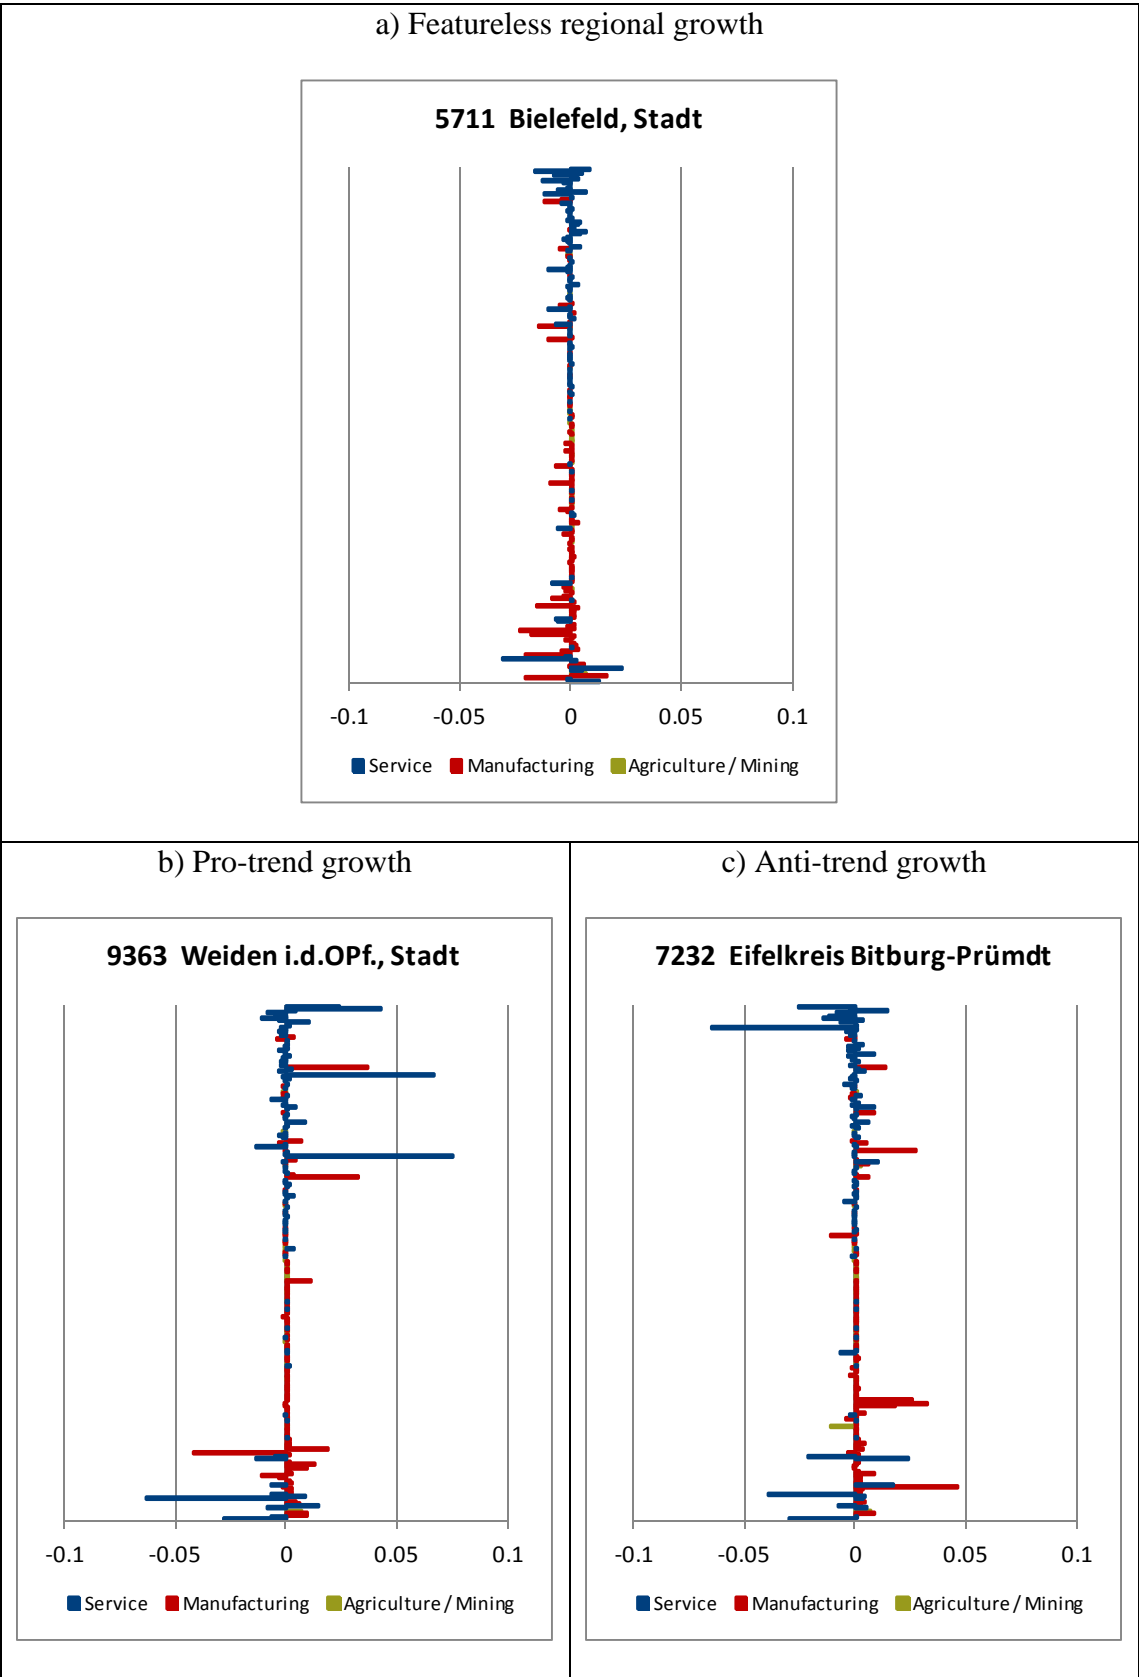 a) Featureless regional growth
5711 Bielefeld, Stadt
-0.1 -0.05 0 0.05 0.1
Service Manufacturing Agriculture / Mining
b) Pro-trend growth
9363 Weiden i.d.OPf., Stadt
-0.1 -0.05 0 0.05 0.1
Service Manufacturing Agriculture / Mining
c) Anti-trend growth
7232 Eifelkreis Bitburg-Prümdt
-0.1 -0.05 0 0.05 0.1
Service Manufacturing Agriculture / Mining